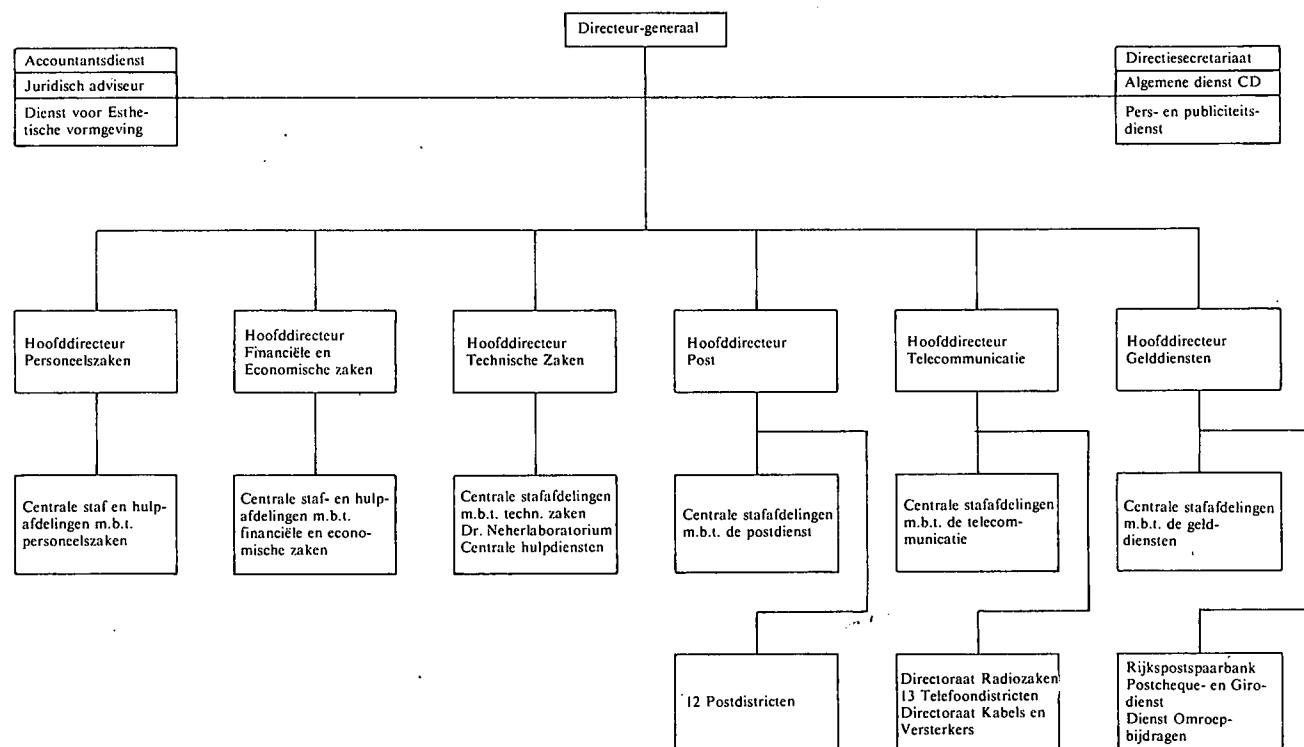 Directeur-generaal
Accountantsdienst
Juridisch adviseur
Dienst voor Esthe-
tische vormgeving
Directiesecretariaat
Algemene dienst CD
Pers- en publiciteits-
dienst
Hoofddirecteur
Personeelszaken
Hoofddirecteur
Financiële en
Economische zaken
Hoofddirecteur
Technische Zaken
Hoofddirecteur
Post
Hoofddirecteur
Telecommunicatie
Hoofddirecteur
Gelddiensten
Centrale staf en hulp-
afdelingen m.b.t.
personeelszaken
Centrale staf- en hulp-
afdelingen m.b.t.
financiële en econo-
mische zaken
Centrale stafafdelingen
m.b.t. techn. zaken
Dr. Neherlaboratorium
Centrale hulpdiensten
Centrale stafafdelingen
m.b.t. de postdienst
Centrale stafafdelingen
m.b.t. de telecom-
municatie
Centrale stafafdelingen
m.b.t. de geld-
diensten
12 Postdistricten
Directoraat Radiozaken
13 Telefoondistricten
Directoraat Kabels en
Versterkers
Rijkspostspaarbank
Postcheque- en Giro-
dienst
Dienst Omroep-
bijdragen